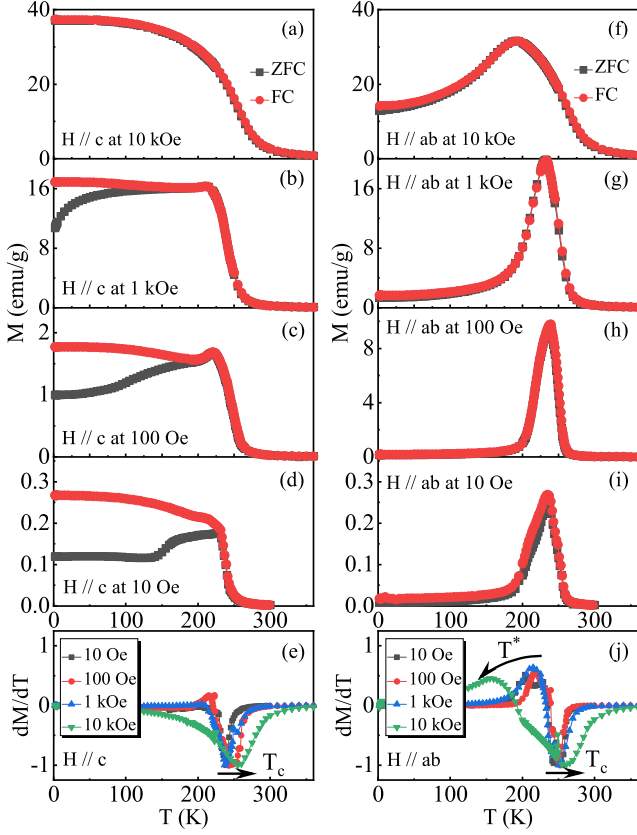 40
20
0
(a)
ZFC
FC
H // c at 10 kOe
16
8
0
(b)
H // c at 1 kOe
2
1
0
(c)
H // c at 100 Oe
0.3
0.2
0.1
0.0
(d)
H // c at 10 Oe
M (emu/g)
1
0
-1
dM/dT
10 Oe
100 Oe
1 kOe
10 kOe
(e)
H // c
T_c
0 100 200 300
T (K)
40
20
0
(f)
ZFC
FC
H // ab at 10 kOe
16
8
0
(g)
H // ab at 1 kOe
8
4
0
(h)
H // ab at 100 Oe
0.3
0.2
0.1
0.0
(i)
H // ab at 10 Oe
M (emu/g)
1
0
-1
dM/dT
10 Oe
100 Oe
1 kOe
10 kOe
T*
(j)
H // ab
T_c
0 100 200 300
T (K)